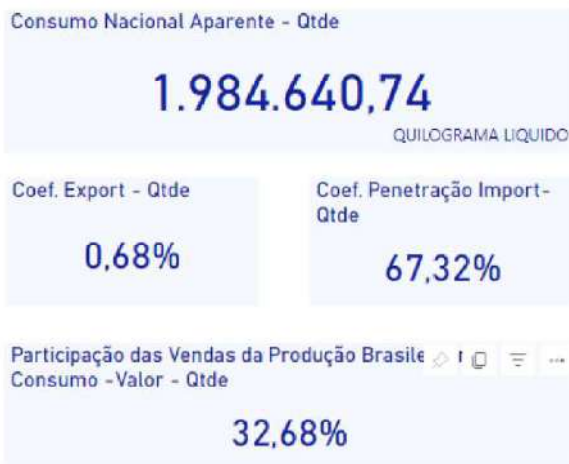 Consumo Nacional Aparente - Qtde
1.984.640,74
QUILOGRAMA LIQUIDO
Coef. Export - Qtde
0,68%
Coef. Penetração Import-
Qtde
67,32%
Participação das Vendas da Produção
Consumo -Valor - Qtde
32,68%